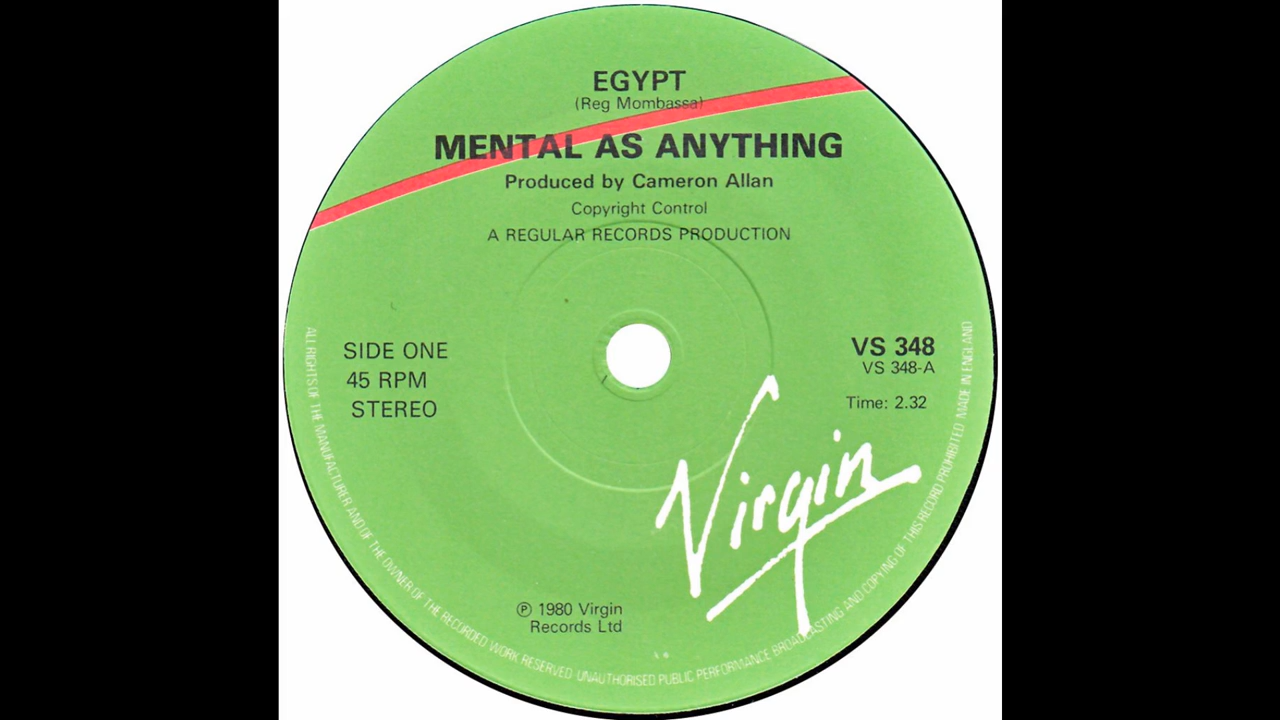 EGYPT
(Reg Mombassa)
MENTAL AS ANYTHING
Produced by Cameron Allan
Copyright Control
A REGULAR RECORDS PRODUCTION
SIDE ONE
45 RPM
STEREO
VS 348
VS 348-A
Time: 2.32
Virgin
℗ 1980 Virgin
Records Ltd
ALL RIGHTS OF THE MANUFACTURER AND OF THE OWNER OF THE RECORDED WORK RESERVED UNAUTHORISED PUBLIC PERFORMANCE BROADCASTING AND COPYING OF THIS RECORD PROHIBITED MADE IN ENGLAND